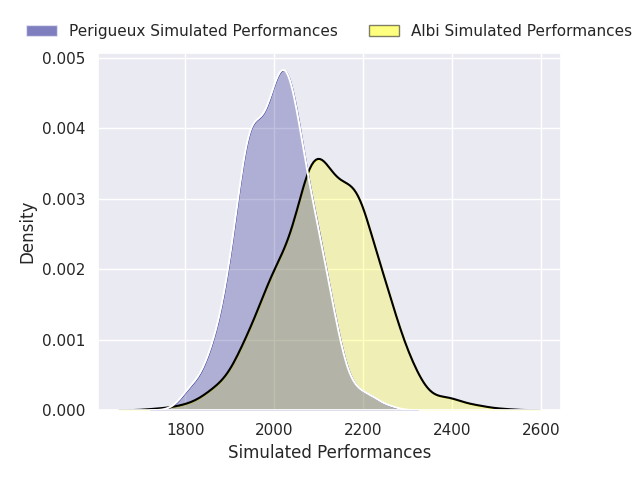 Perigueux Simulated Performances Albi Simulated Performances
0.005
0.004
0.003
0.002
0.001
0.000
Density
1800 2000 2200 2400 2600
Simulated Performances